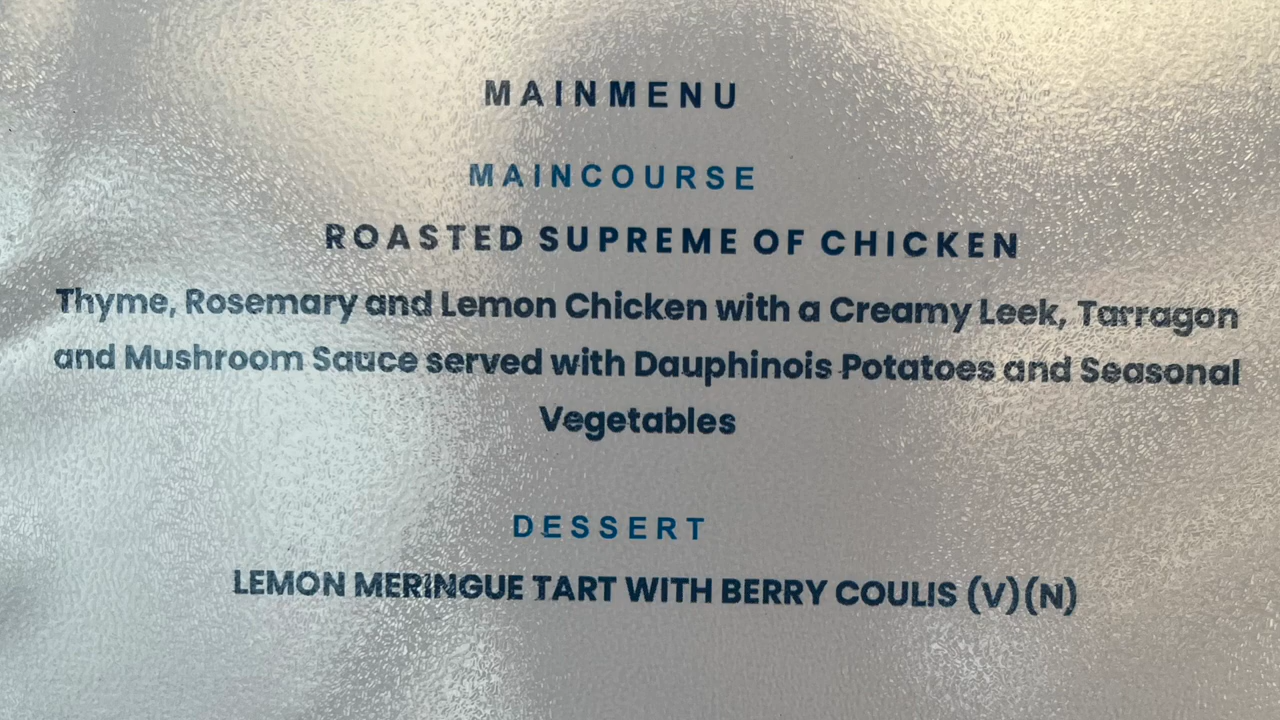 MAINMENU
MAINCOURSE
ROASTED SUPREME OF CHICKEN
Thyme, Rosemary and Lemon Chicken with a Creamy Leek, Tarragon
and Mushroom Sauce served with Dauphinois Potatoes and Seasonal
Vegetables
DESSERT
LEMON MERINGUE TART WITH BERRY COULIS (V)(N)